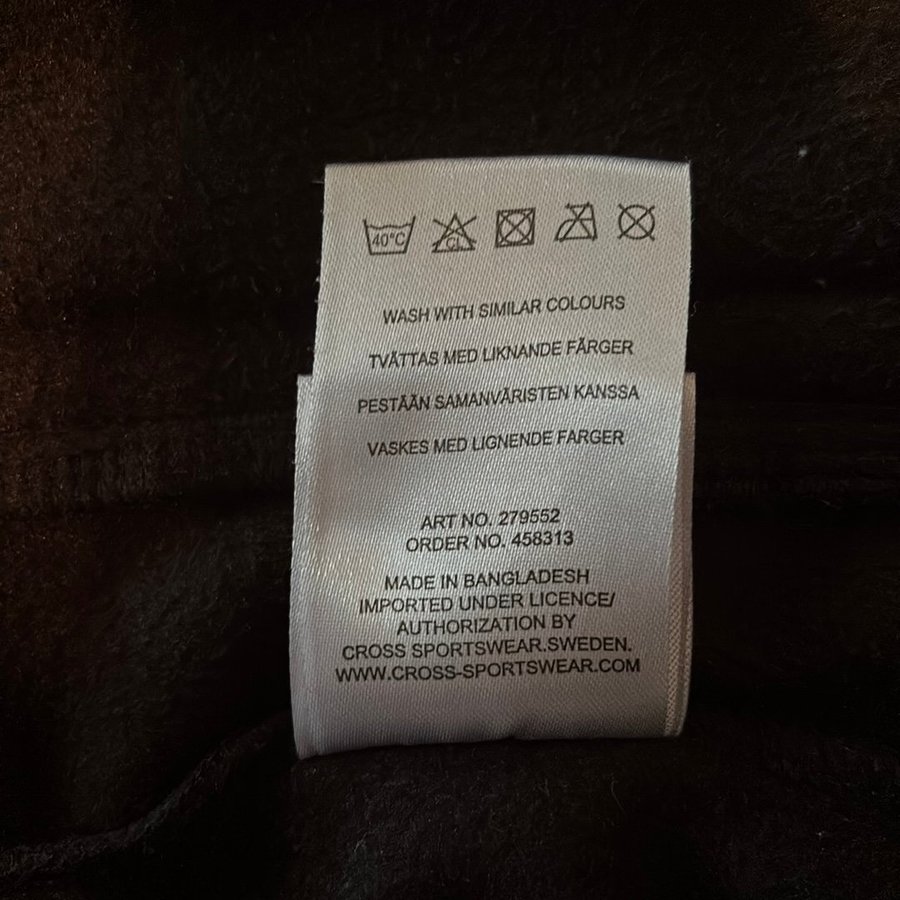 40°C
CL
WASH WITH SIMILAR COLOURS
TVÄTTAS MED LIKNANDE FÄRGER
PESTÄÄN SAMANVÄRISTEN KANSSA
VASKES MED LIGNENDE FARGER
ART NO. 279552
ORDER NO. 458313
MADE IN BANGLADESH
IMPORTED UNDER LICENCE/
AUTHORIZATION BY
CROSS SPORTSWEAR.SWEDEN.
WWW.CROSS-SPORTSWEAR.COM